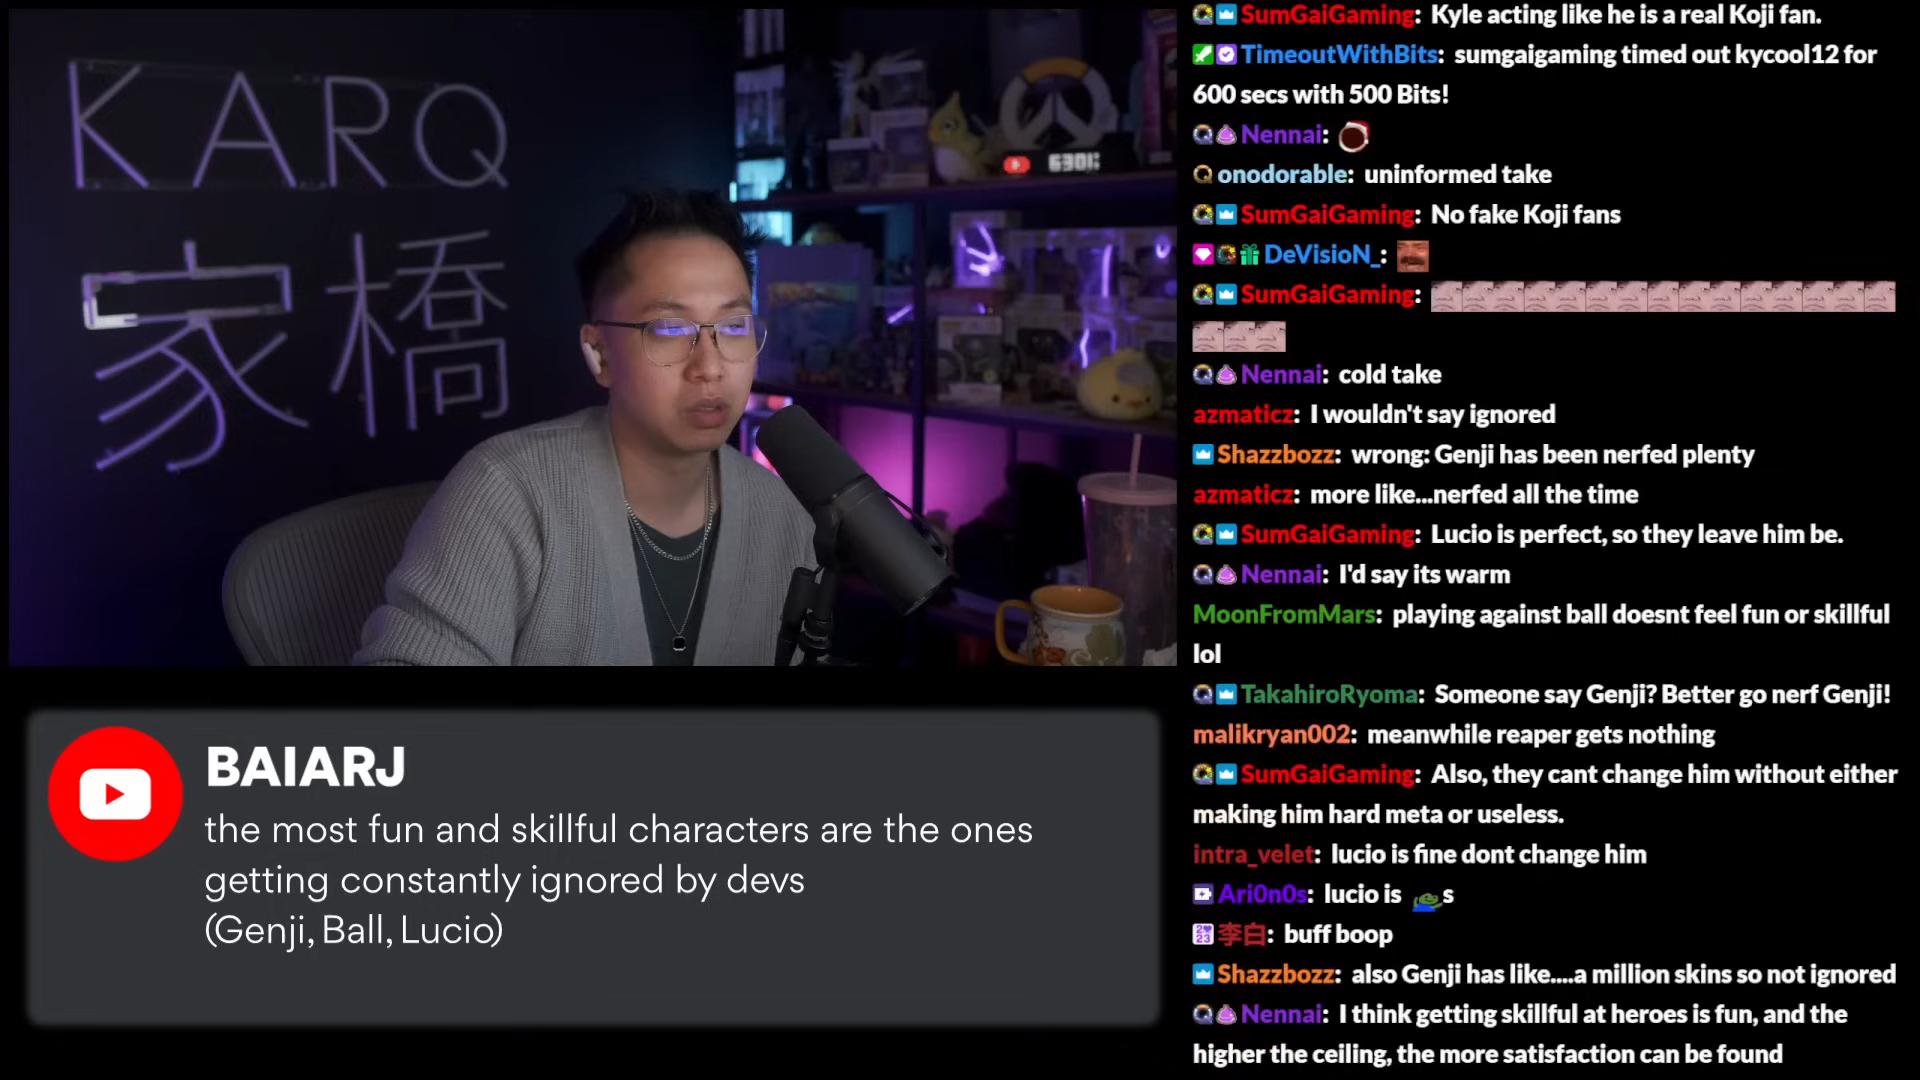 KARQ
家橋
6301
BAIARJ
the most fun and skillful characters are the ones
getting constantly ignored by devs
(Genji, Ball, Lucio)
SumGaiGaming: Kyle acting like he is a real Koji fan.
TimeoutWithBits: sumgaigaming timed out kycool12 for
600 secs with 500 Bits!
Nennai:
onodorable: uninformed take
SumGaiGaming: No fake Koji fans
DeVisioN_:
SumGaiGaming:
Nennai: cold take
azmaticz: I wouldn't say ignored
Shazzbozz: wrong: Genji has been nerfed plenty
azmaticz: more like...nerfed all the time
SumGaiGaming: Lucio is perfect, so they leave him be.
Nennai: I'd say its warm
MoonFromMars: playing against ball doesnt feel fun or skillful
lol
TakahiroRyoma: Someone say Genji? Better go nerf Genji!
malikryan002: meanwhile reaper gets nothing
SumGaiGaming: Also, they cant change him without either
making him hard meta or useless.
intra_velet: lucio is fine dont change him
Ari0n0s: lucio is s
李白: buff boop
Shazzbozz: also Genji has like....a million skins so not ignored
Nennai: I think getting skillful at heroes is fun, and the
higher the ceiling, the more satisfaction can be found